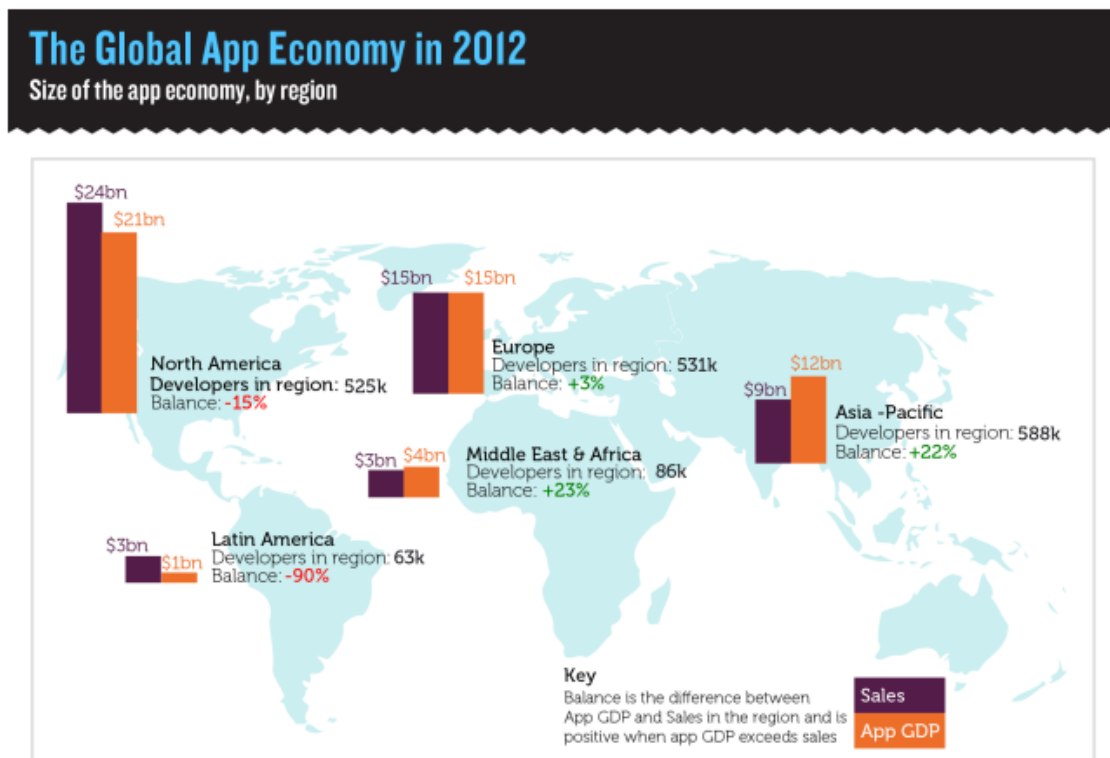 The Global App Economy in 2012
Size of the app economy, by region
$24bn
$21bn
North America
Developers in region: 525k
Balance: -15%
$15bn
$15bn
Europe
Developers in region: 531k
Balance: +3%
$9bn
$12bn
Asia -Pacific
Developers in region: 588k
Balance: +22%
$3bn
$4bn
Middle East & Africa
Developers in region: 86k
Balance: +23%
$3bn
$1bn
Latin America
Developers in region: 63k
Balance: -90%
Key
Balance is the difference between
App GDP and Sales in the region and is
positive when app GDP exceeds sales
Sales
App GDP